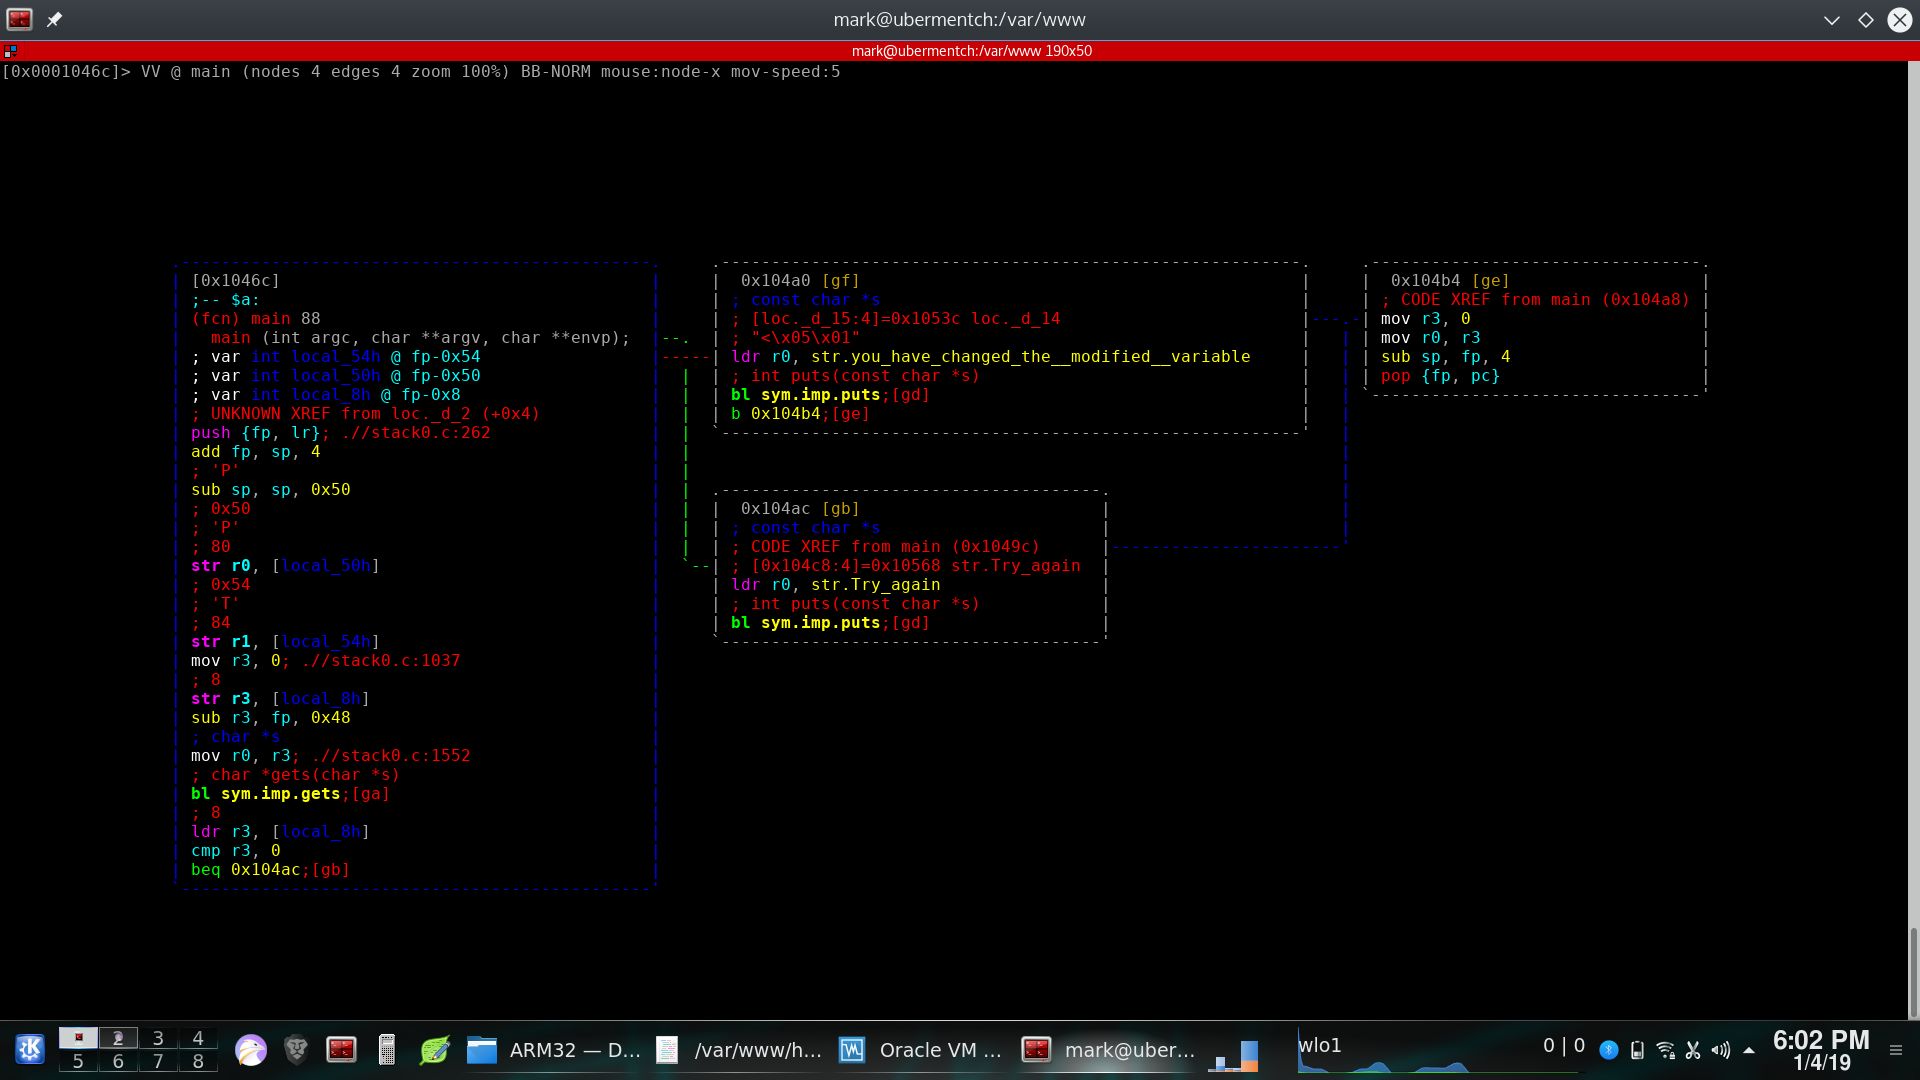 mark@ubermentch:/var/www
mark@ubermentch:/var/www 190x50
[0x0001046c]> VV @ main (nodes 4 edges 4 zoom 100%) BB-NORM mouse:node-x mov-speed:5
[0x1046c]
;-- $a:
(fcn) main 88
main (int argc, char **argv, char **envp);
; var int local_54h @ fp-0x54
; var int local_50h @ fp-0x50
; var int local_8h @ fp-0x8
; UNKNOWN XREF from loc._d_2 (+0x4)
push {fp, lr}; .//stack0.c:262
add fp, sp, 4
; 'P'
sub sp, sp, 0x50
; 0x50
; 'P'
; 80
str r0, [local_50h]
; 0x54
; 'T'
; 84
str r1, [local_54h]
mov r3, 0; .//stack0.c:1037
; 8
str r3, [local_8h]
sub r3, fp, 0x48
; char *s
mov r0, r3; .//stack0.c:1552
; char *gets(char *s)
bl sym.imp.gets;[ga]
; 8
ldr r3, [local_8h]
cmp r3, 0
beq 0x104ac;[gb]
0x104a0 [gf]
; const char *s
; [loc._d_15:4]=0x1053c loc._d_14
; "<\x05\x01"
ldr r0, str.you_have_changed_the__modified__variable
; int puts(const char *s)
bl sym.imp.puts;[gd]
b 0x104b4;[ge]
0x104ac [gb]
; const char *s
; CODE XREF from main (0x1049c)
; [0x104c8:4]=0x10568 str.Try_again
ldr r0, str.Try_again
; int puts(const char *s)
bl sym.imp.puts;[gd]
0x104b4 [ge]
; CODE XREF from main (0x104a8)
mov r3, 0
mov r0, r3
sub sp, fp, 4
pop {fp, pc}
2 3 4
5 6 7 8
ARM32 — D...
/var/www/h...
Oracle VM ...
mark@uber...
wlo1
0 | 0
6:02 PM
1/4/19